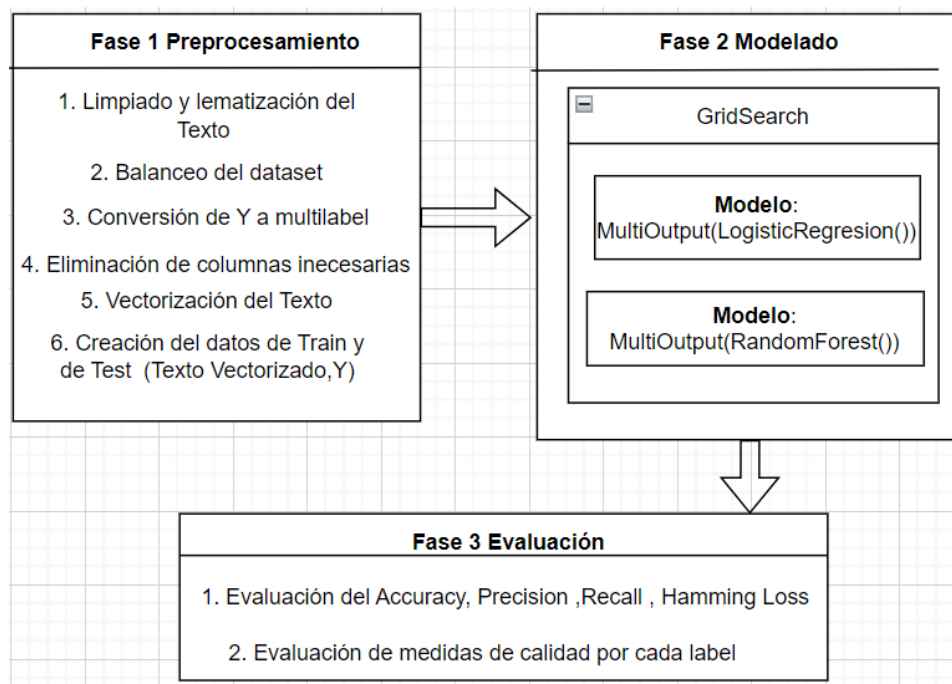 Fase 1 Preprocesamiento
1. Limpiado y lematización del
Texto
2. Balanceo del dataset
3. Conversión de Y a multilabel
4. Eliminación de columnas inecesarias
5. Vectorización del Texto
6. Creación del datos de Train y
de Test (Texto Vectorizado,Y)
Fase 2 Modelado
GridSearch
Modelo:
MultiOutput(LogisticRegresion())
Modelo:
MultiOutput(RandomForest())
Fase 3 Evaluación
1. Evaluación del Accuracy, Precision ,Recall , Hamming Loss
2. Evaluación de medidas de calidad por cada label